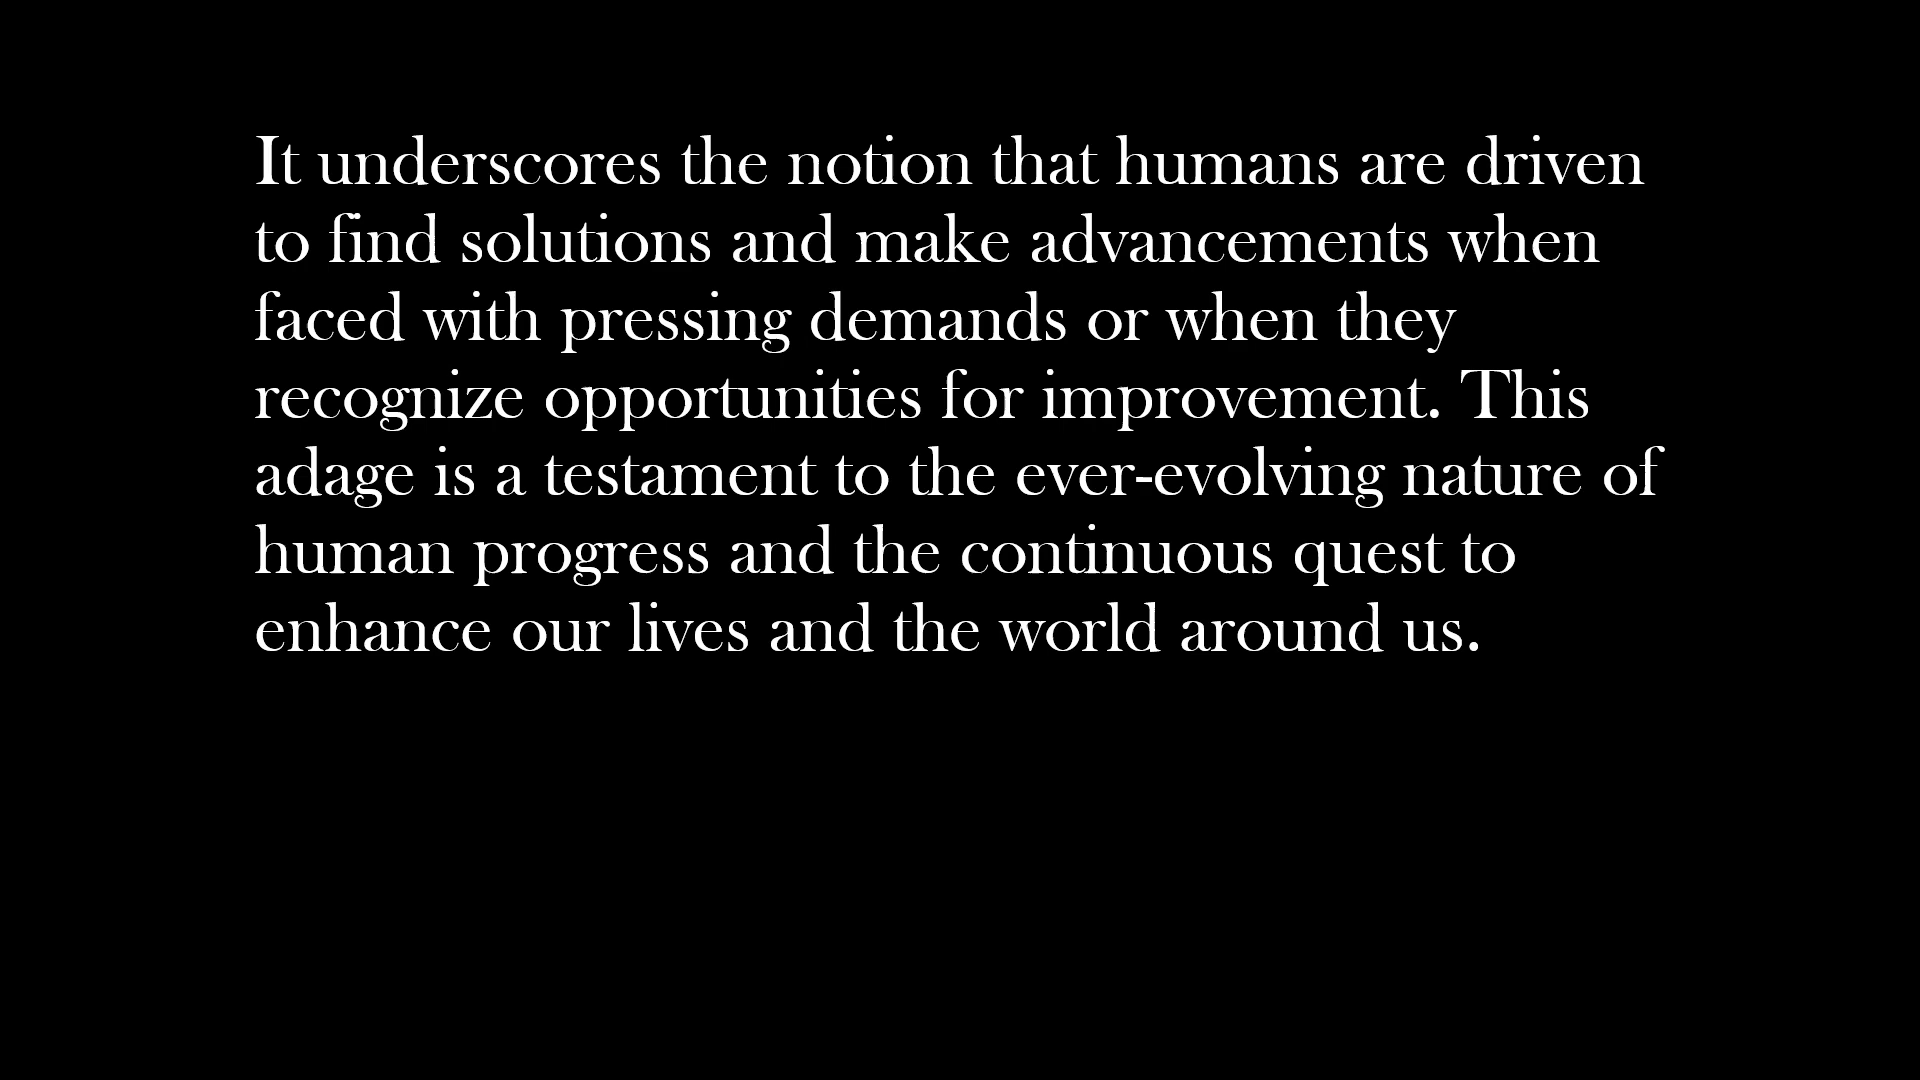 It underscores the notion that humans are driven
to find solutions and make advancements when
faced with pressing demands or when they
recognize opportunities for improvement. This
adage is a testament to the ever-evolving nature of
human progress and the continuous quest to
enhance our lives and the world around us.